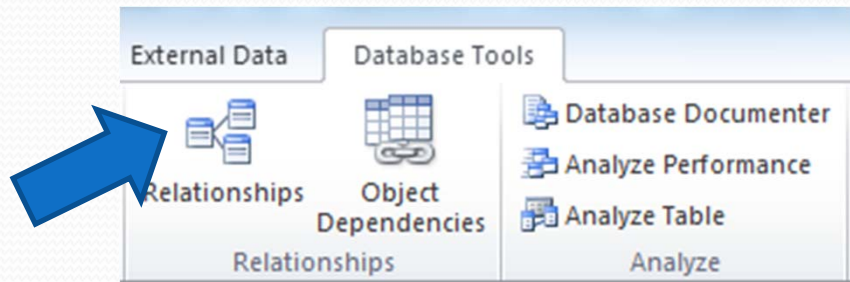 External Data
Database Tools
Relationships
Object
Dependencies
Relationships
Database Documenter
Analyze Performance
Analyze Table
Analyze